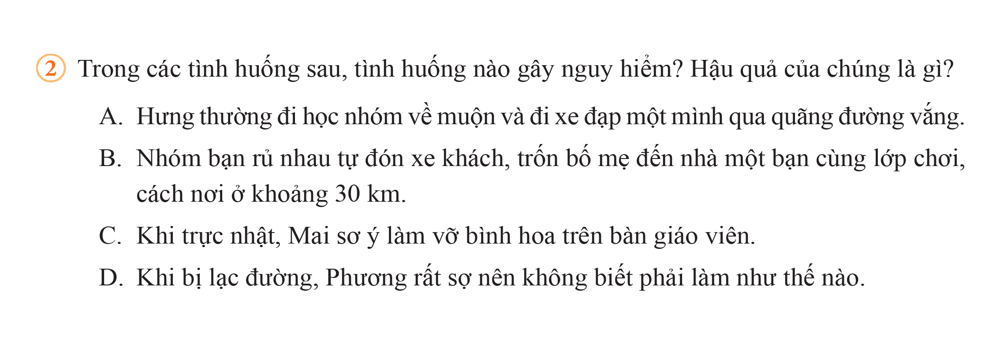 2 Trong các tình huống sau, tình huống nào gây nguy hiểm? Hậu quả của chúng là gì?
A. Hưng thường đi học nhóm về muộn và đi xe đạp một mình qua quãng đường vắng.
B. Nhóm bạn rủ nhau tự đón xe khách, trốn bố mẹ đến nhà một bạn cùng lớp chơi,
cách nơi ở khoảng 30 km.
C. Khi trực nhật, Mai sơ ý làm vỡ bình hoa trên bàn giáo viên.
D. Khi bị lạc đường, Phương rất sợ nên không biết phải làm như thế nào.